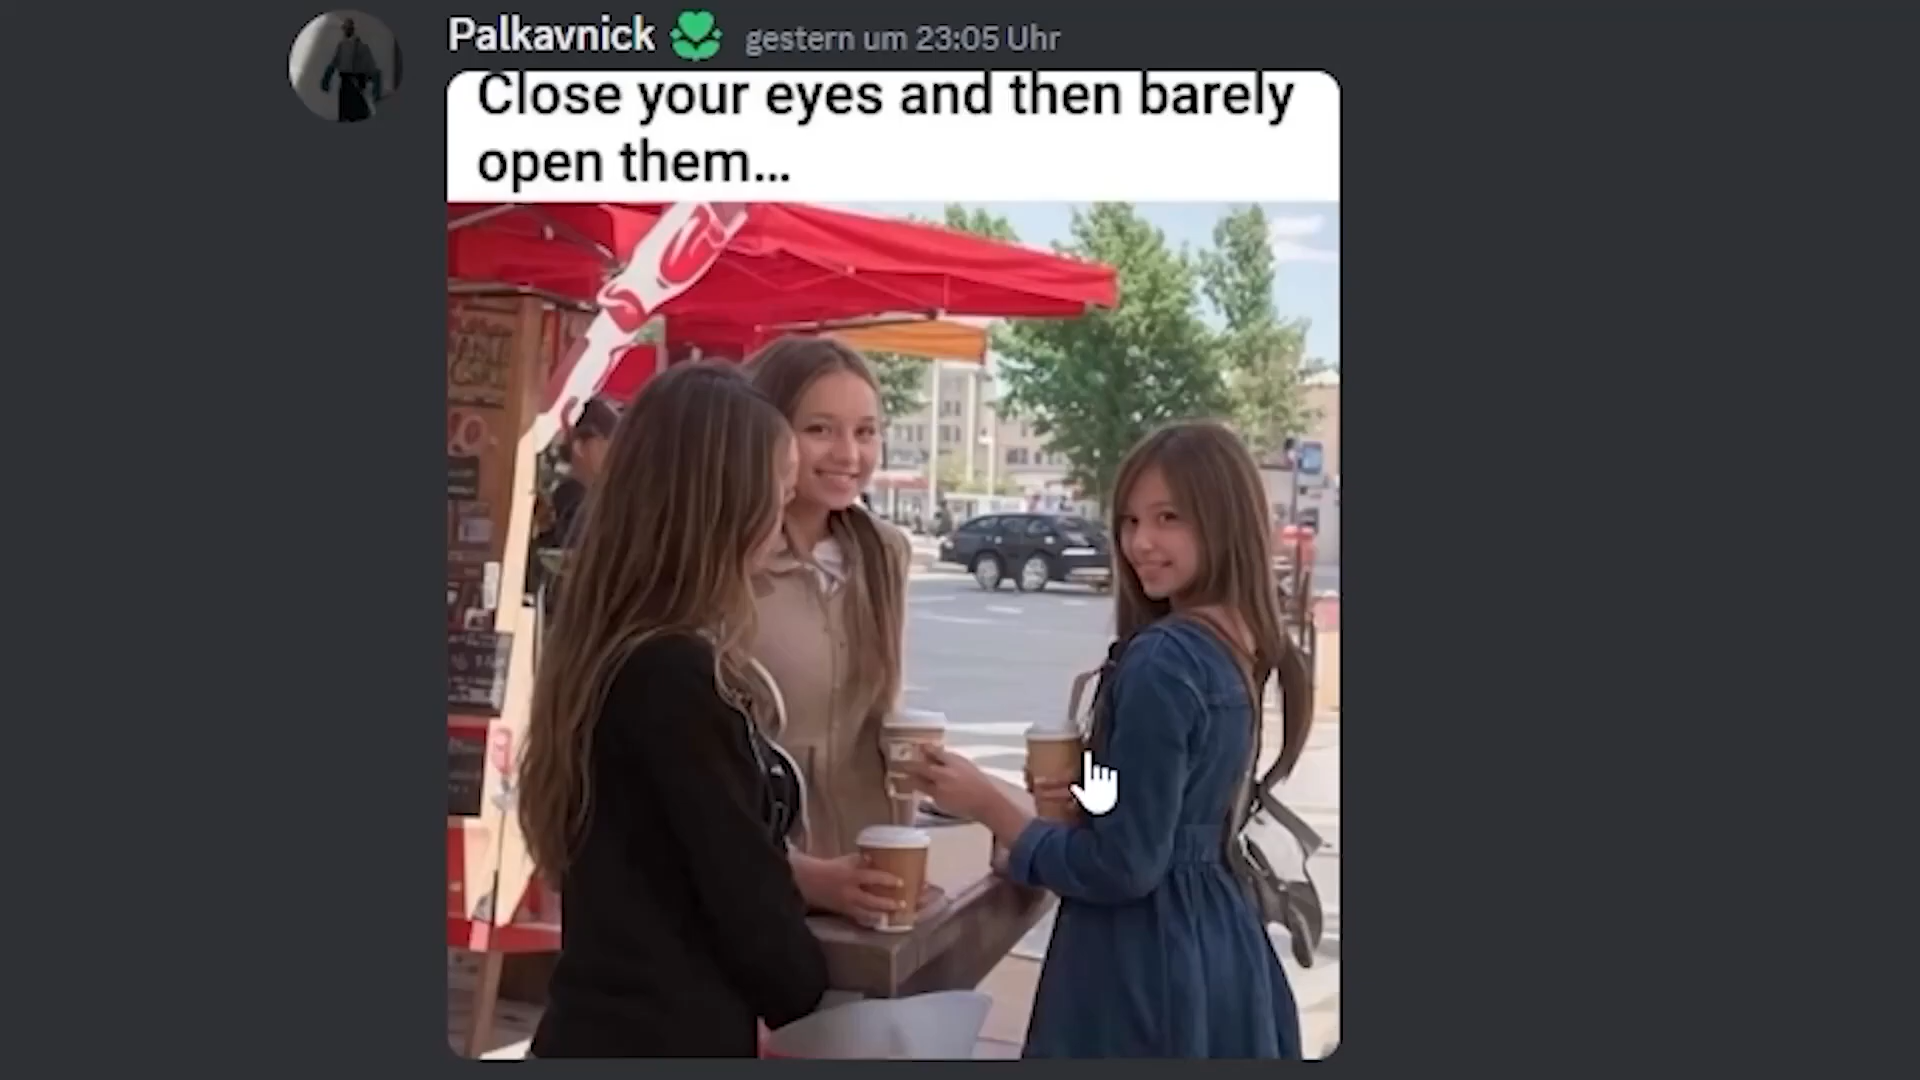 Palkavnick gestern um 23:05 Uhr
Close your eyes and then barely
open them...